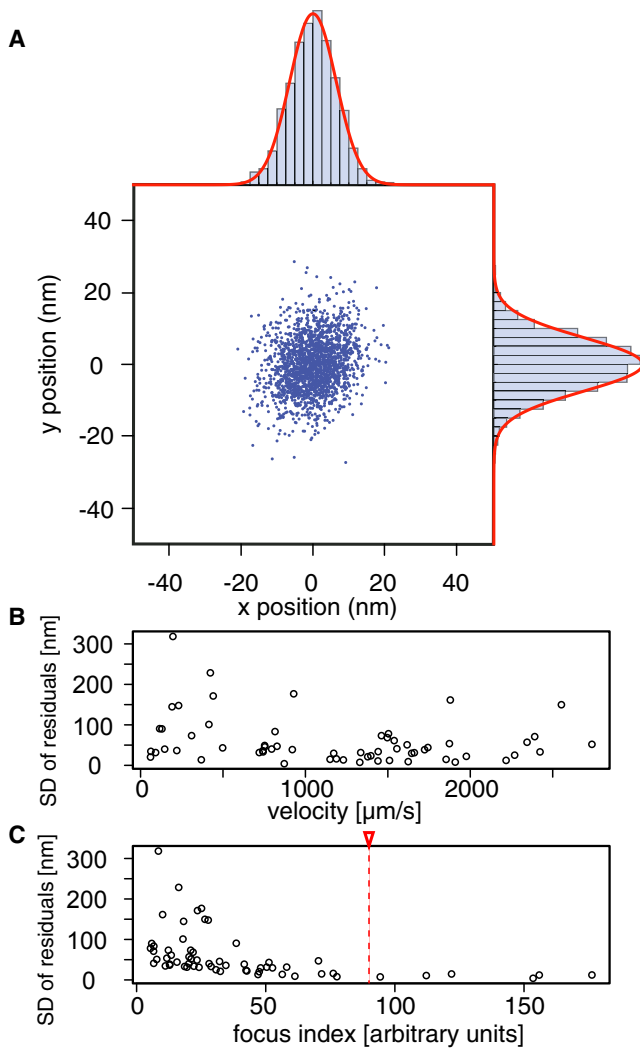 A
40
20
0
-20
-40
y position (nm)
-40 -20 0 20 40
x position (nm)
B
300
200
100
0
SD of residuals [nm]
0 1000 2000
velocity [µm/s]
C
300
200
100
0
SD of residuals [nm]
0 50 100 150
focus index [arbitrary units]